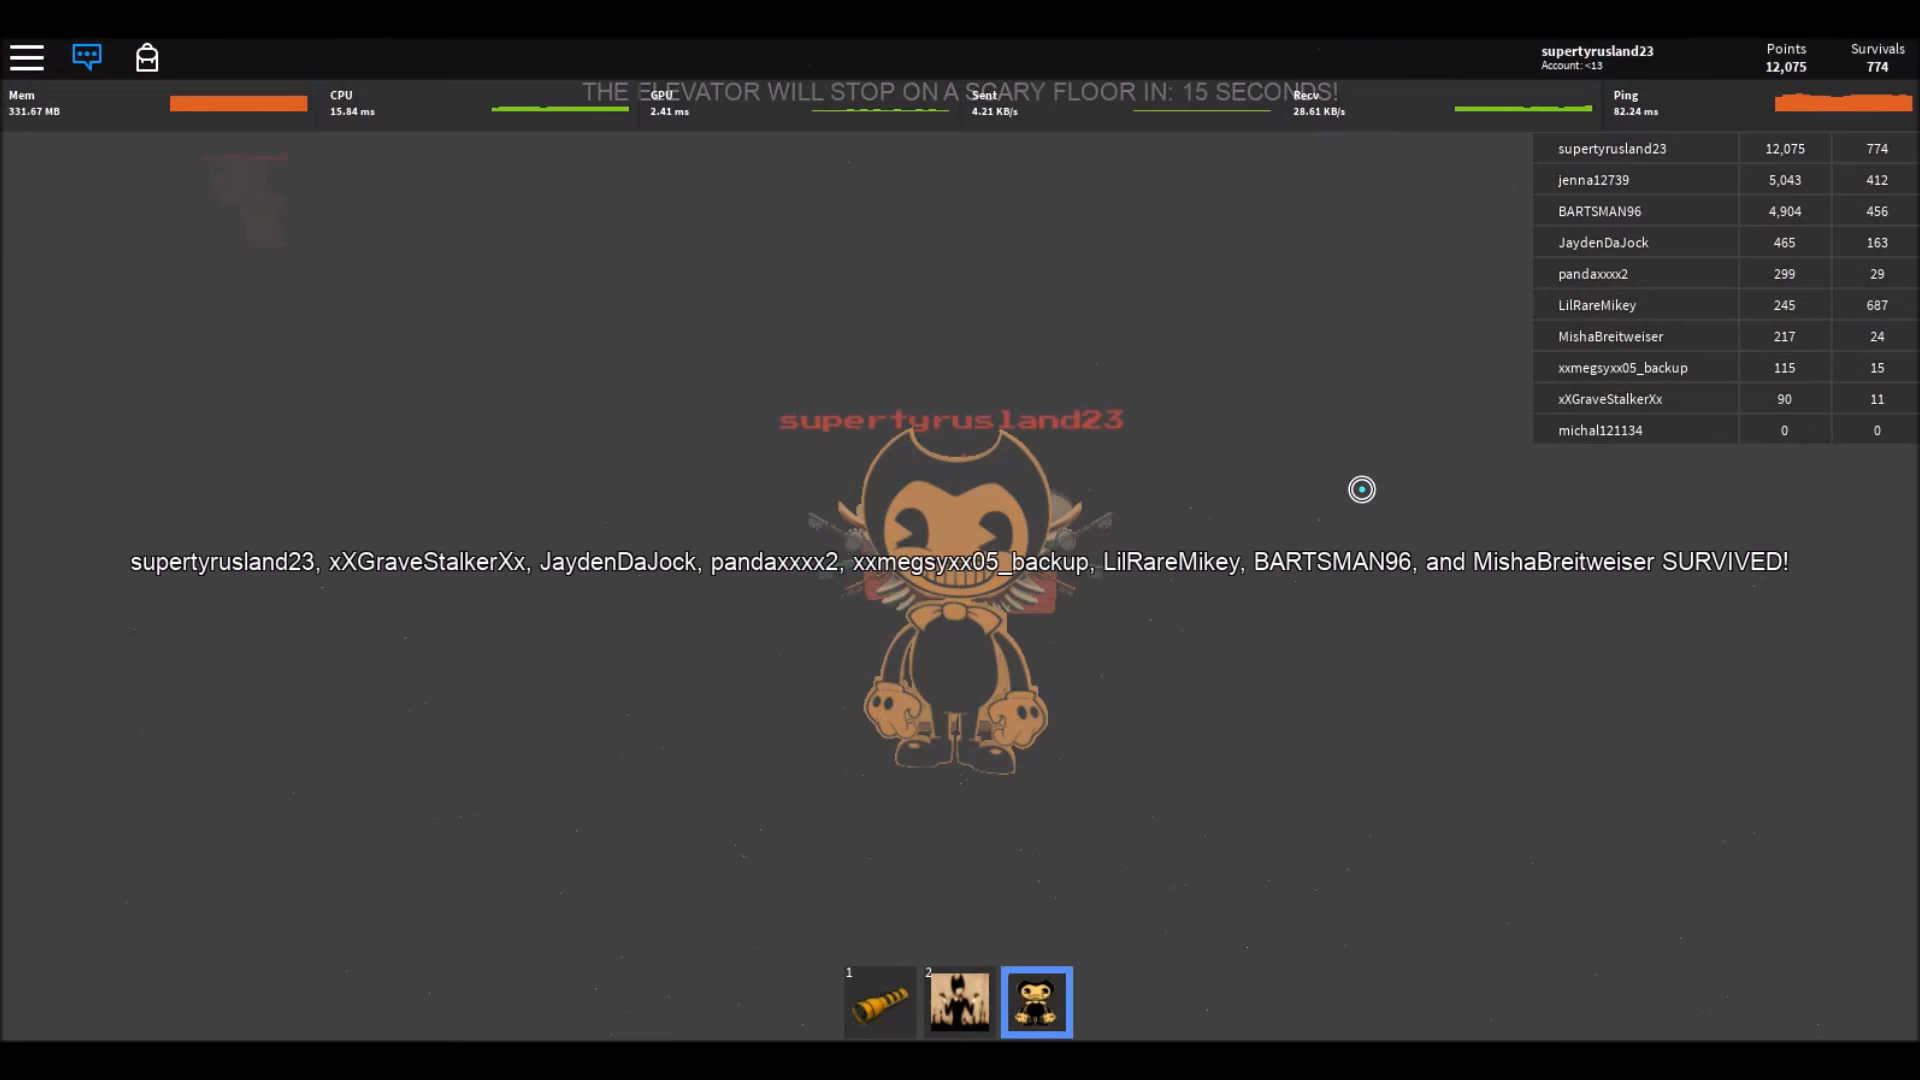 supertyrusland23
Account: <13
Points
12,075
Survivals
774
THE ELEVATOR WILL STOP ON A SCARY FLOOR IN: 15 SECONDS!
Mem
331.67 MB
CPU
15.84 ms
GPU
2.41 ms
Sent
4.21 KB/s
Recv
28.61 KB/s
Ping
82.24 ms
supertyrusland23 12,075 774
jenna12739 5,043 412
BARTSMAN96 4,904 456
JaydenDaJock 465 163
pandaxxxx2 299 29
LilRareMikey 245 687
MishaBreitweiser 217 24
xxmegsyxx05_backup 115 15
xXGraveStalkerXx 90 11
michal121134 0 0
supertyrusland23
supertyrusland23, xXGraveStalkerXx, JaydenDaJock, pandaxxxx2, xxmegsyxx05_backup, LilRareMikey, BARTSMAN96, and MishaBreitweiser SURVIVED!
1
2